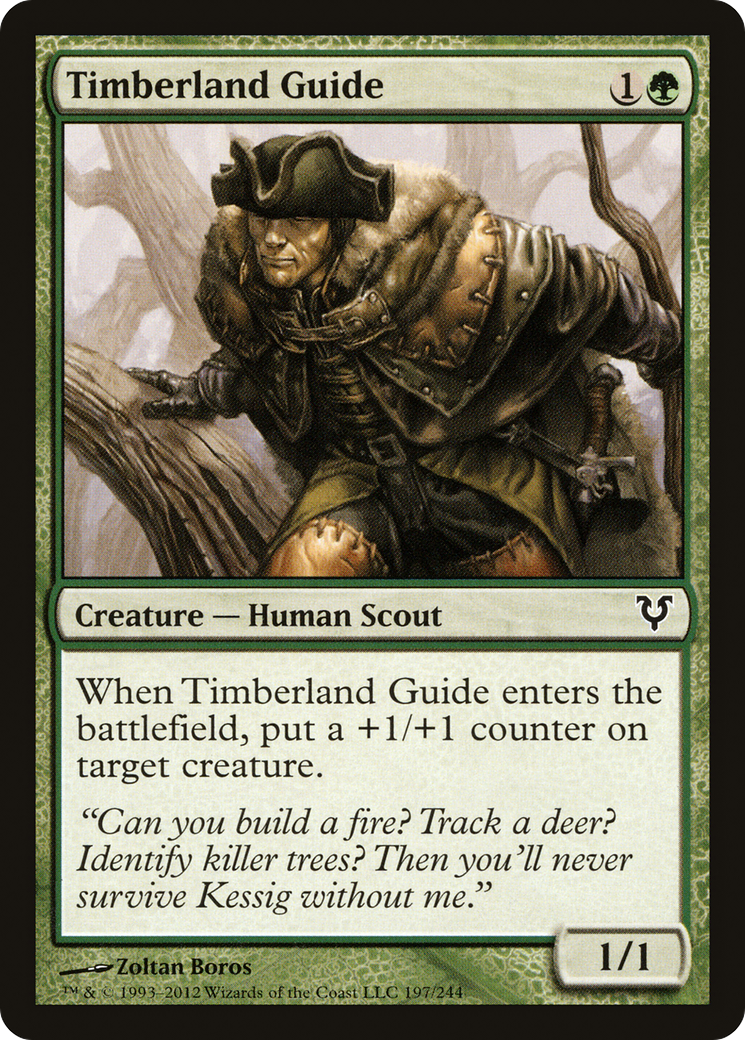 Timberland Guide 1
Creature — Human Scout
When Timberland Guide enters the
battlefield, put a +1/+1 counter on
target creature.
“Can you build a fire? Track a deer?
Identify killer trees? Then you’ll never
survive Kessig without me.”
1/1
Zoltan Boros
™ & © 1993–2012 Wizards of the Coast LLC 197/244